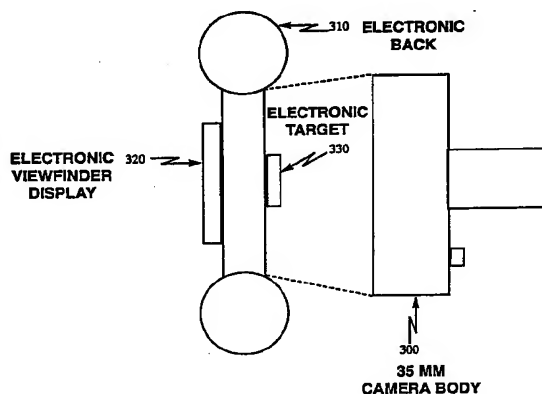 310 ELECTRONIC
BACK
ELECTRONIC
TARGET
330
ELECTRONIC 320
VIEWFINDER
DISPLAY
300
35 MM
CAMERA BODY